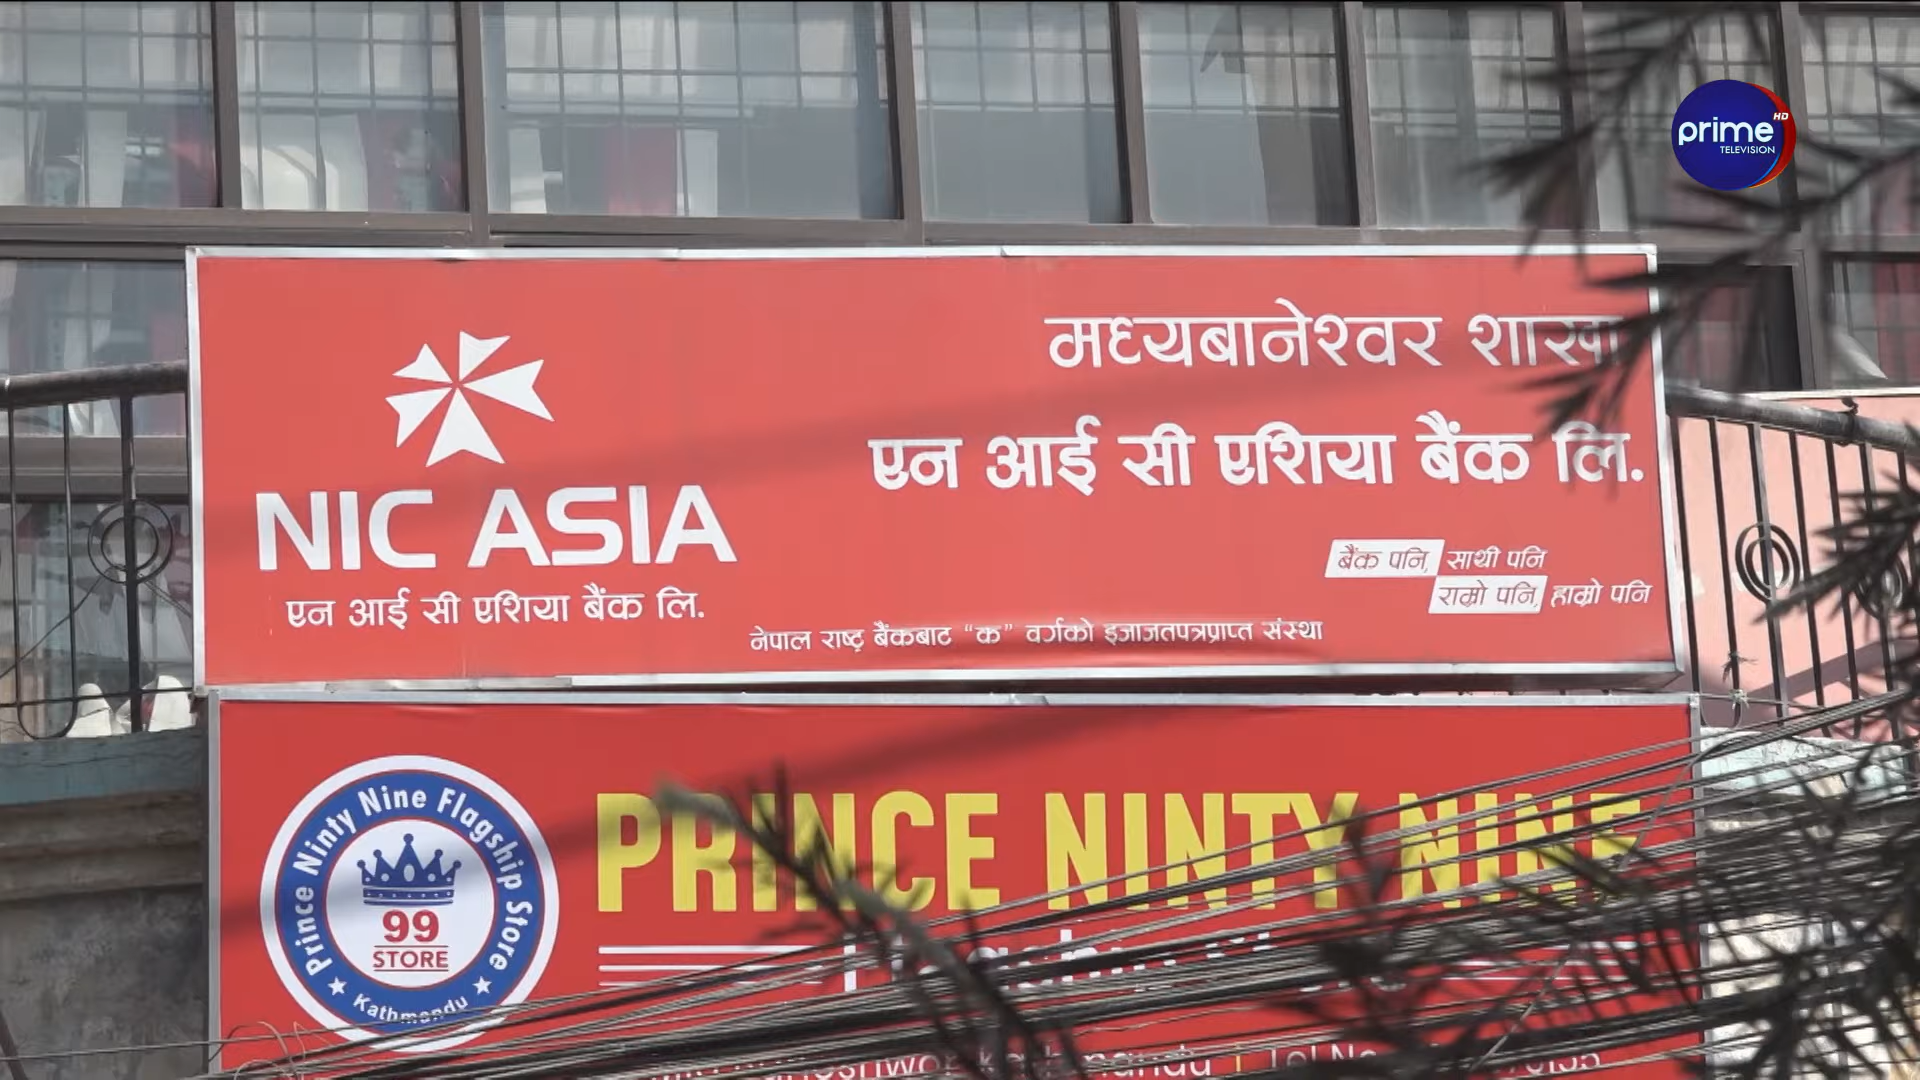 prime HD
TELEVISION
मध्यबानेश्वर शाखा
एन आई सी एशिया बैंक लि.
NIC ASIA
एन आई सी एशिया बैंक लि.
बैंक पनि, साथी पनि
राम्रो पनि, हाम्रो पनि
नेपाल राष्ट्र बैंकबाट “क” वर्गको इजाजतपत्रप्राप्त संस्था
Prince Ninty Nine Flagship Store
99
STORE
Kathmandu
PRINCE NINTY NINE